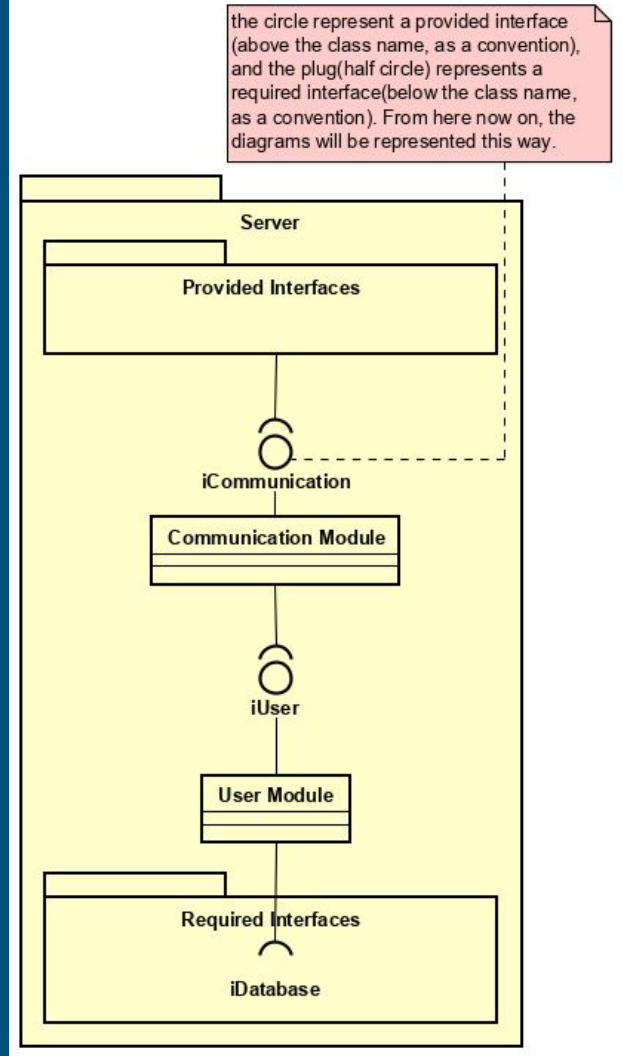 the circle represent a provided interface
(above the class name, as a convention),
and the plug(half circle) represents a
required interface(below the class name,
as a convention). From here now on, the
diagrams will be represented this way.
Server
Provided Interfaces
iCommunication
Communication Module
iUser
User Module
Required Interfaces
iDatabase